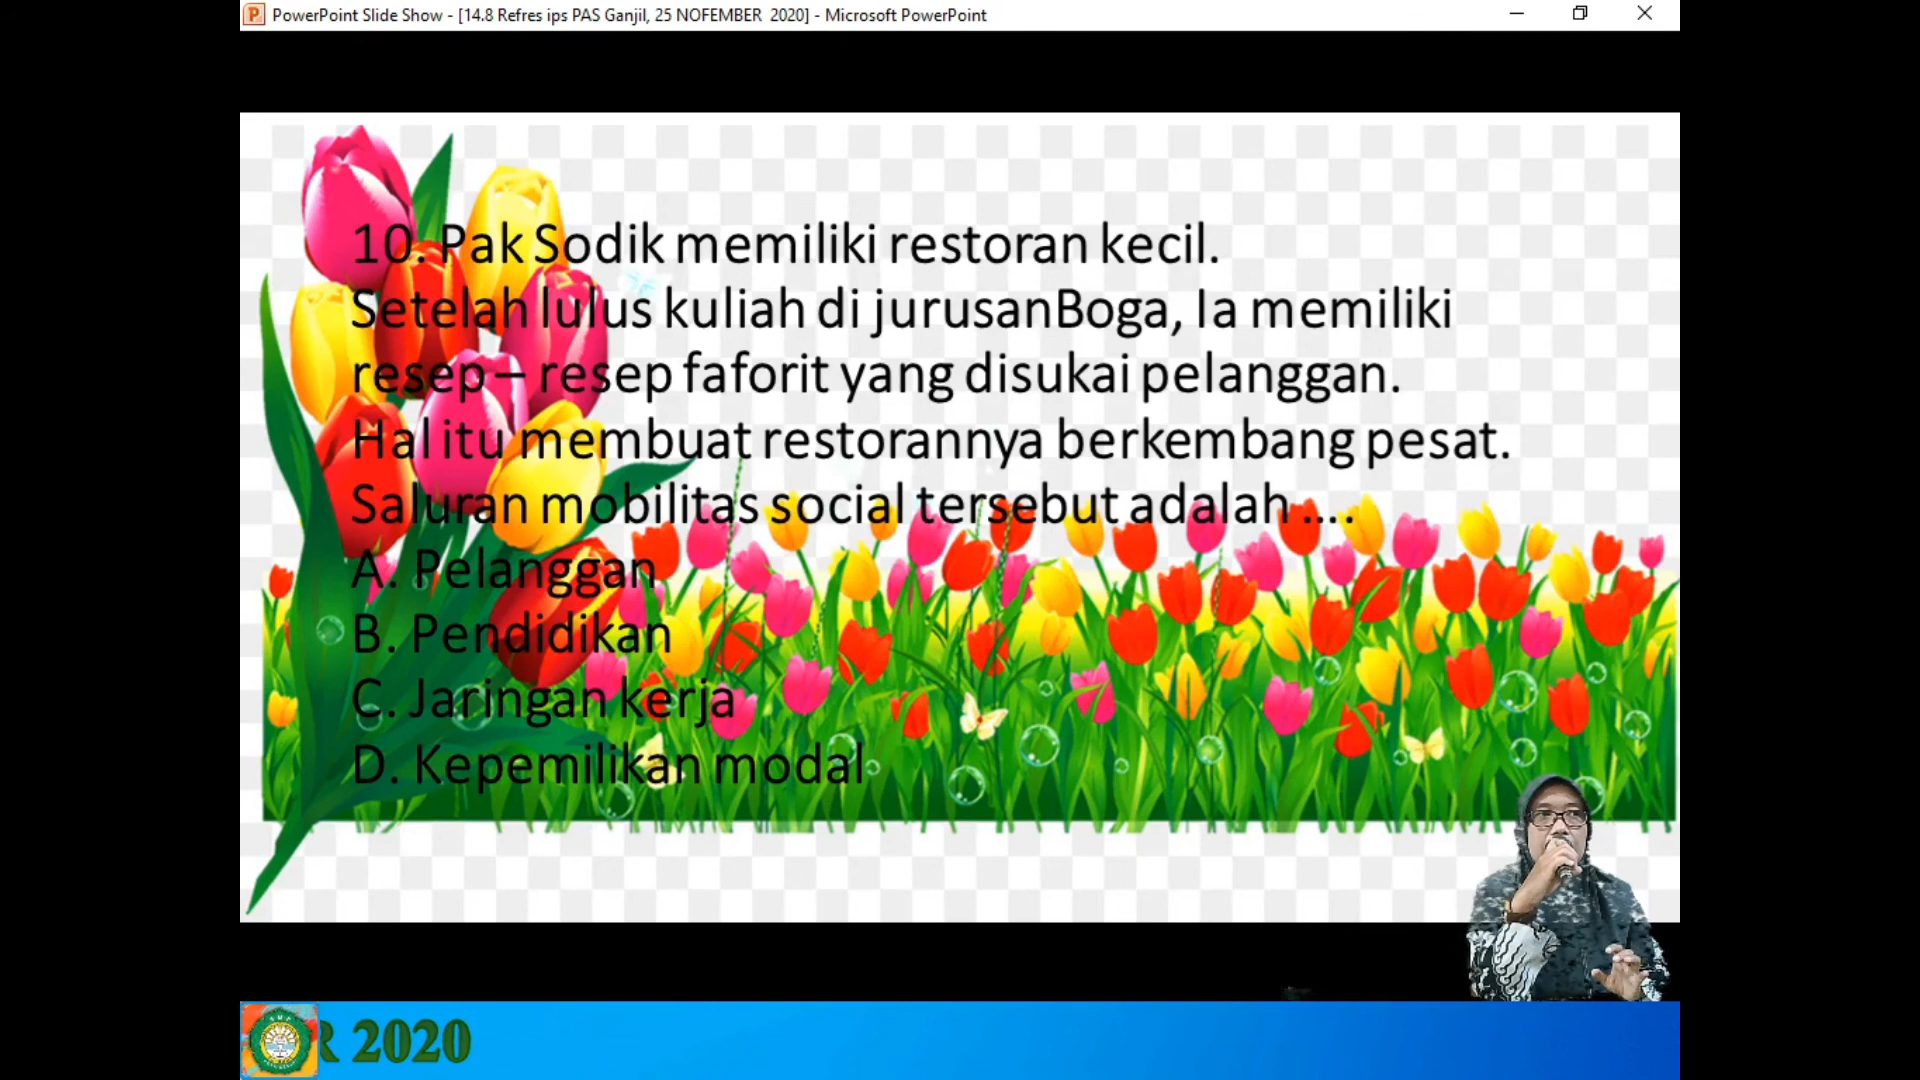 PowerPoint Slide Show - [14.8 Refres ips PAS Ganjil, 25 NOFEMBER  2020] - Microsoft PowerPoint
10. Pak Sodik memiliki restoran kecil.
Setelah lulus kuliah di jurusanBoga, Ia memiliki
resep – resep faforit yang disukai pelanggan.
Hal itu membuat restorannya berkembang pesat.
Saluran mobilitas social tersebut adalah ....
A. Pelanggan
B. Pendidikan
C. Jaringan kerja
D. Kepemilikan modal
R 2020